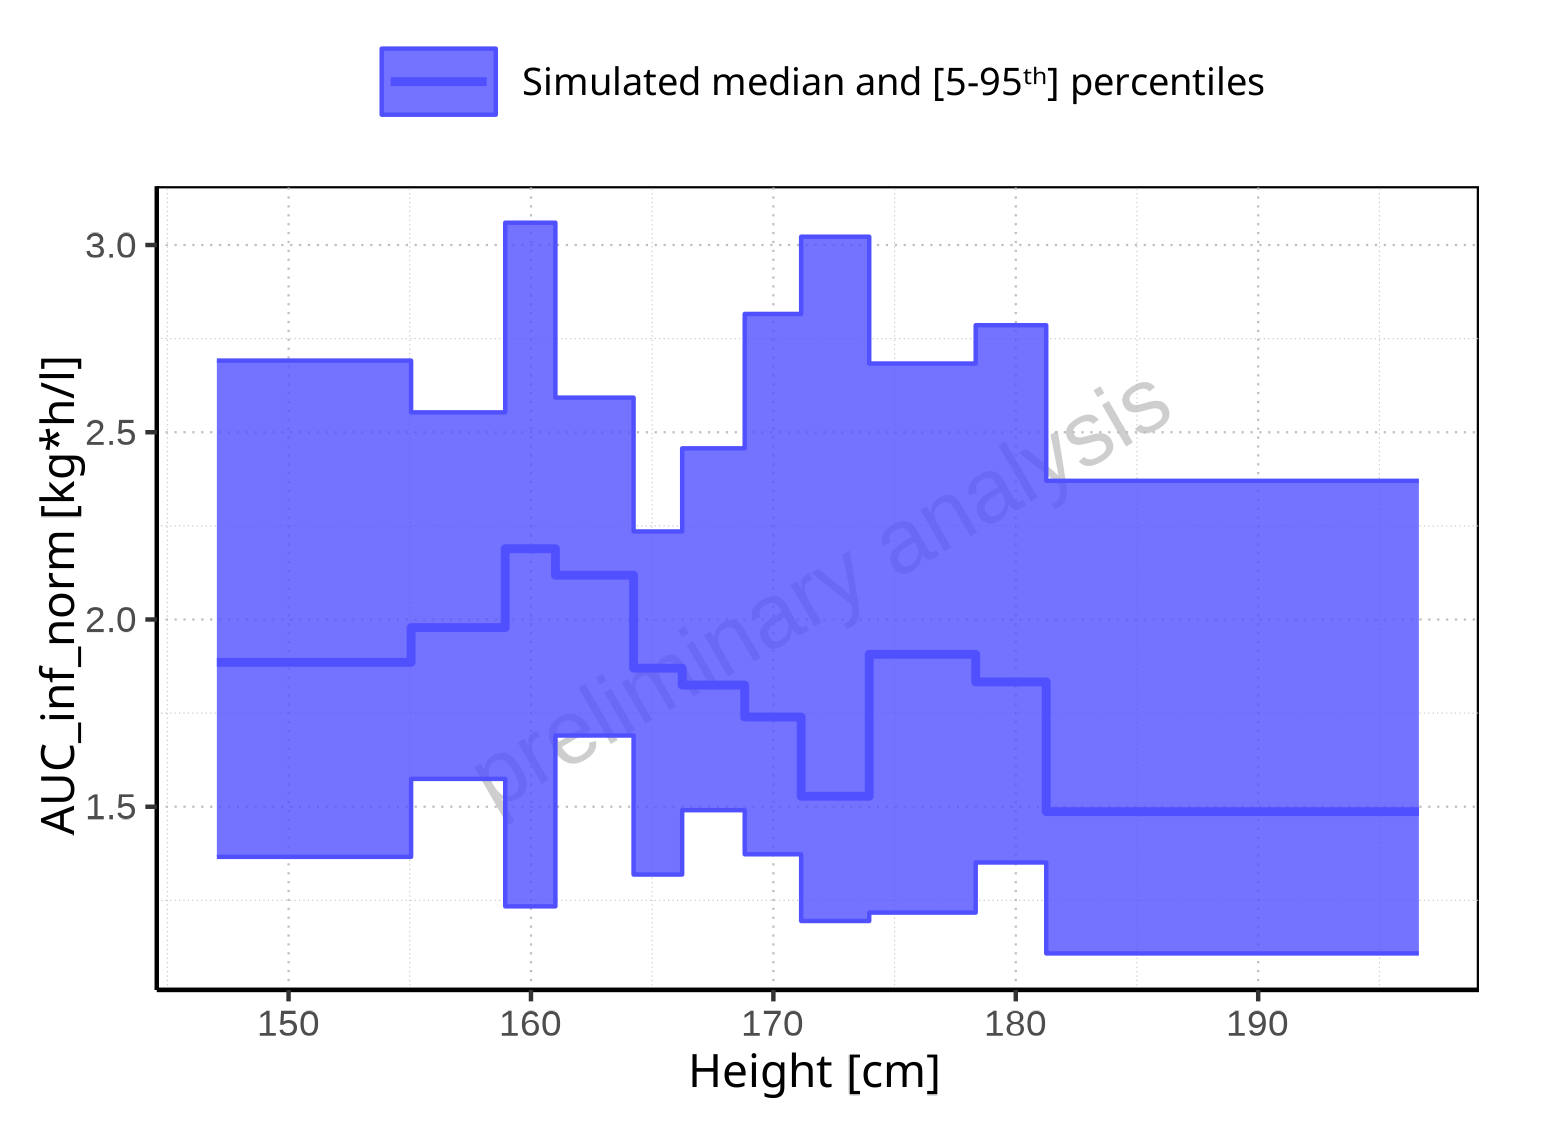 Simulated median and [5-95ᵗʰ] percentiles
AUC_inf_norm [kg*h/l]
3.0
2.5
2.0
1.5
preliminary analysis
150 160 170 180 190
Height [cm]